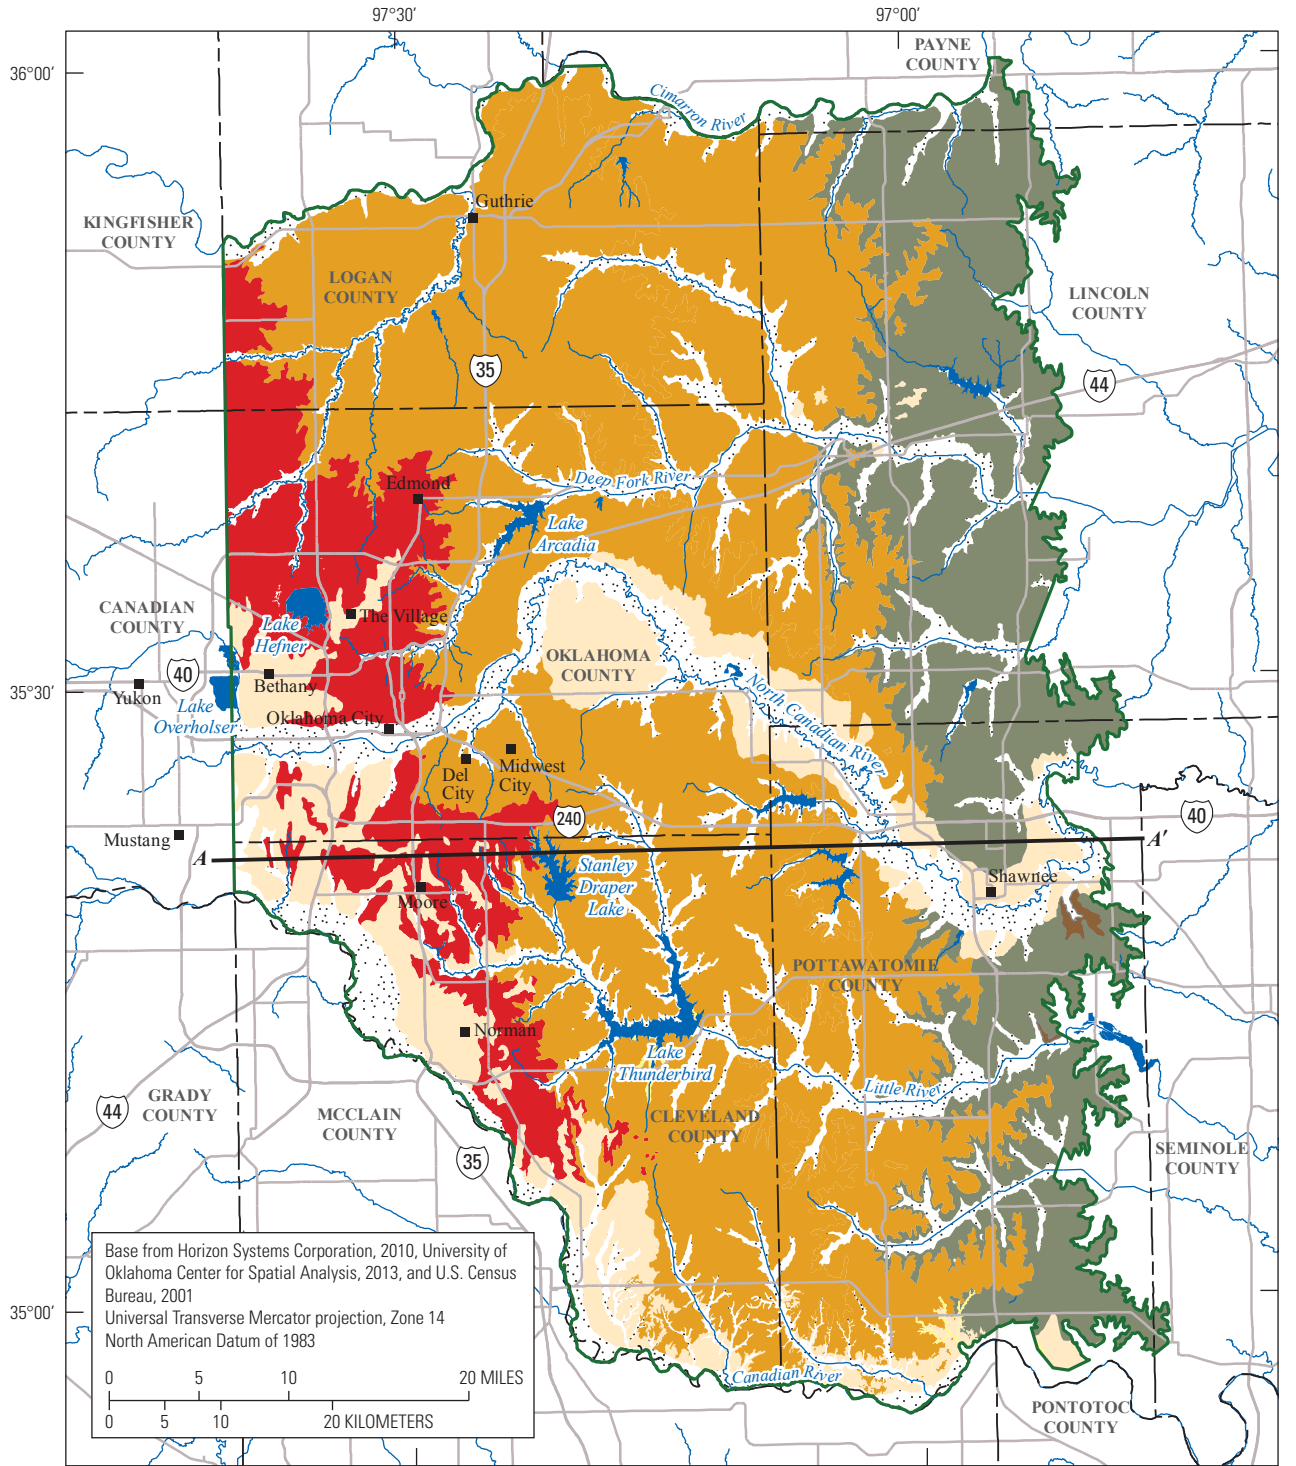 97°30′
97°00′
36°00′
PAYNE
COUNTY
Cimarron River
Guthrie
KINGFISHER
COUNTY
LOGAN
COUNTY
LINCOLN
COUNTY
35
44
Edmond
Deep Fork River
Lake
Arcadia
CANADIAN
COUNTY
The Village
Lake
Hefner
OKLAHOMA
COUNTY
40
Bethany
35°30′
Yukon
Lake
Overholser
Oklahoma City
North Canadian River
Del
City
Midwest
City
240
40
Mustang
A
A′
Stanley
Draper
Lake
Shawnee
Moore
POTTAWATOMIE
COUNTY
Norman
Lake
Thunderbird
Little River
44
GRADY
COUNTY
MCCLAIN
COUNTY
CLEVELAND
COUNTY
35
SEMINOLE
COUNTY
Base from Horizon Systems Corporation, 2010, University of
Oklahoma Center for Spatial Analysis, 2013, and U.S. Census
Bureau, 2001
Universal Transverse Mercator projection, Zone 14
North American Datum of 1983
35°00′
0 5 10 20 MILES
0 5 10 20 KILOMETERS
Canadian River
PONTOTOC
COUNTY